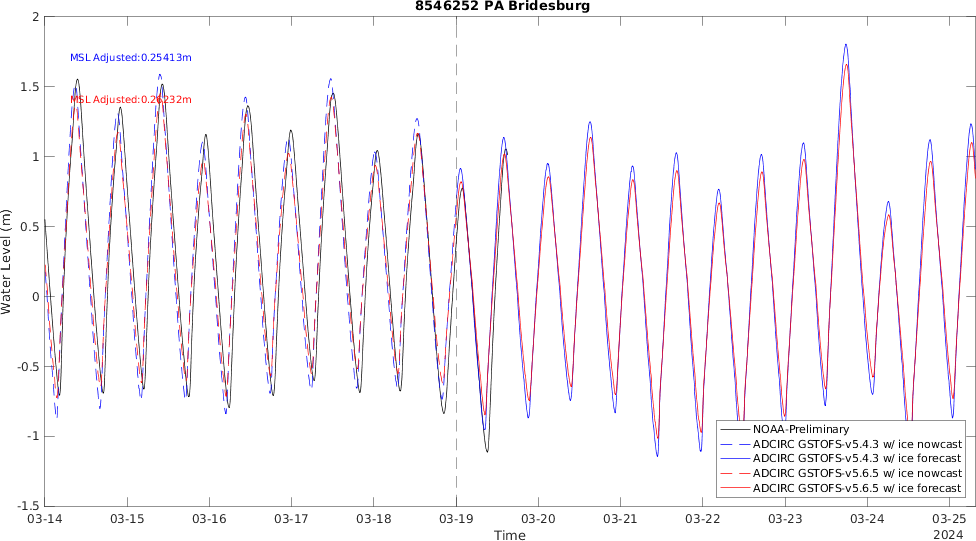 8546252 PA Bridesburg
2
1.5
1
0.5
0
-0.5
-1
-1.5
Water Level (m)
MSL Adjusted:0.25413m
MSL Adjusted:0.26232m
NOAA-Preliminary
ADCIRC GSTOFS-v5.4.3 w/ ice nowcast
ADCIRC GSTOFS-v5.4.3 w/ ice forecast
ADCIRC GSTOFS-v5.6.5 w/ ice nowcast
ADCIRC GSTOFS-v5.6.5 w/ ice forecast
03-14 03-15 03-16 03-17 03-18 03-19 03-20 03-21 03-22 03-23 03-24 03-25
2024
Time